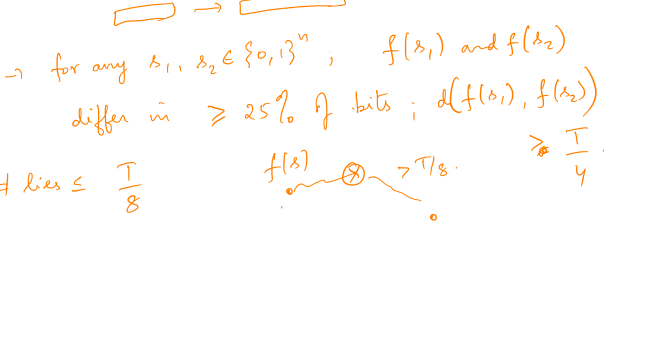 → for any s₁, s₂ ∈ {0,1}ⁿ, f(s₁) and f(s₂)
differ in ≥ 25% of bits ; d(f(s₁), f(s₂)) ≥ T/4.
# lies ≤ T/8
f(s) > T/8.